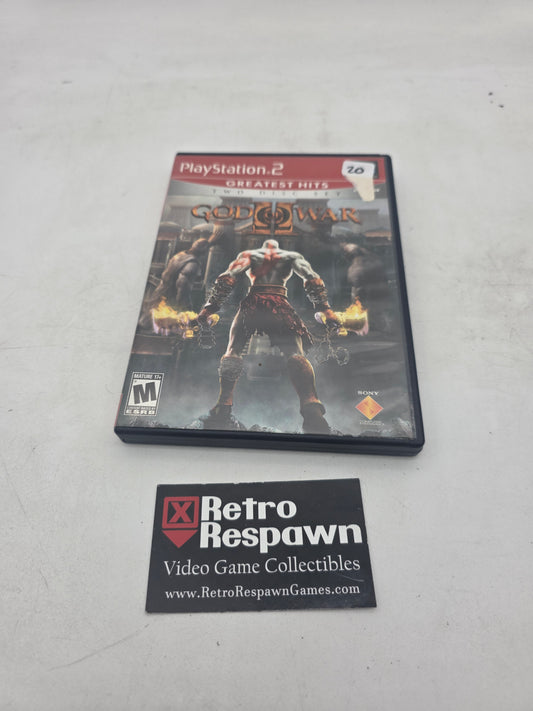 PlayStation 2
20
GREATEST HITS
TWO DISC SET
GOD OF WAR
II
MATURE 17+
M
ESRB
SONY
X Retro
Respawn
Video Game Collectibles
www.RetroRespawnGames.com